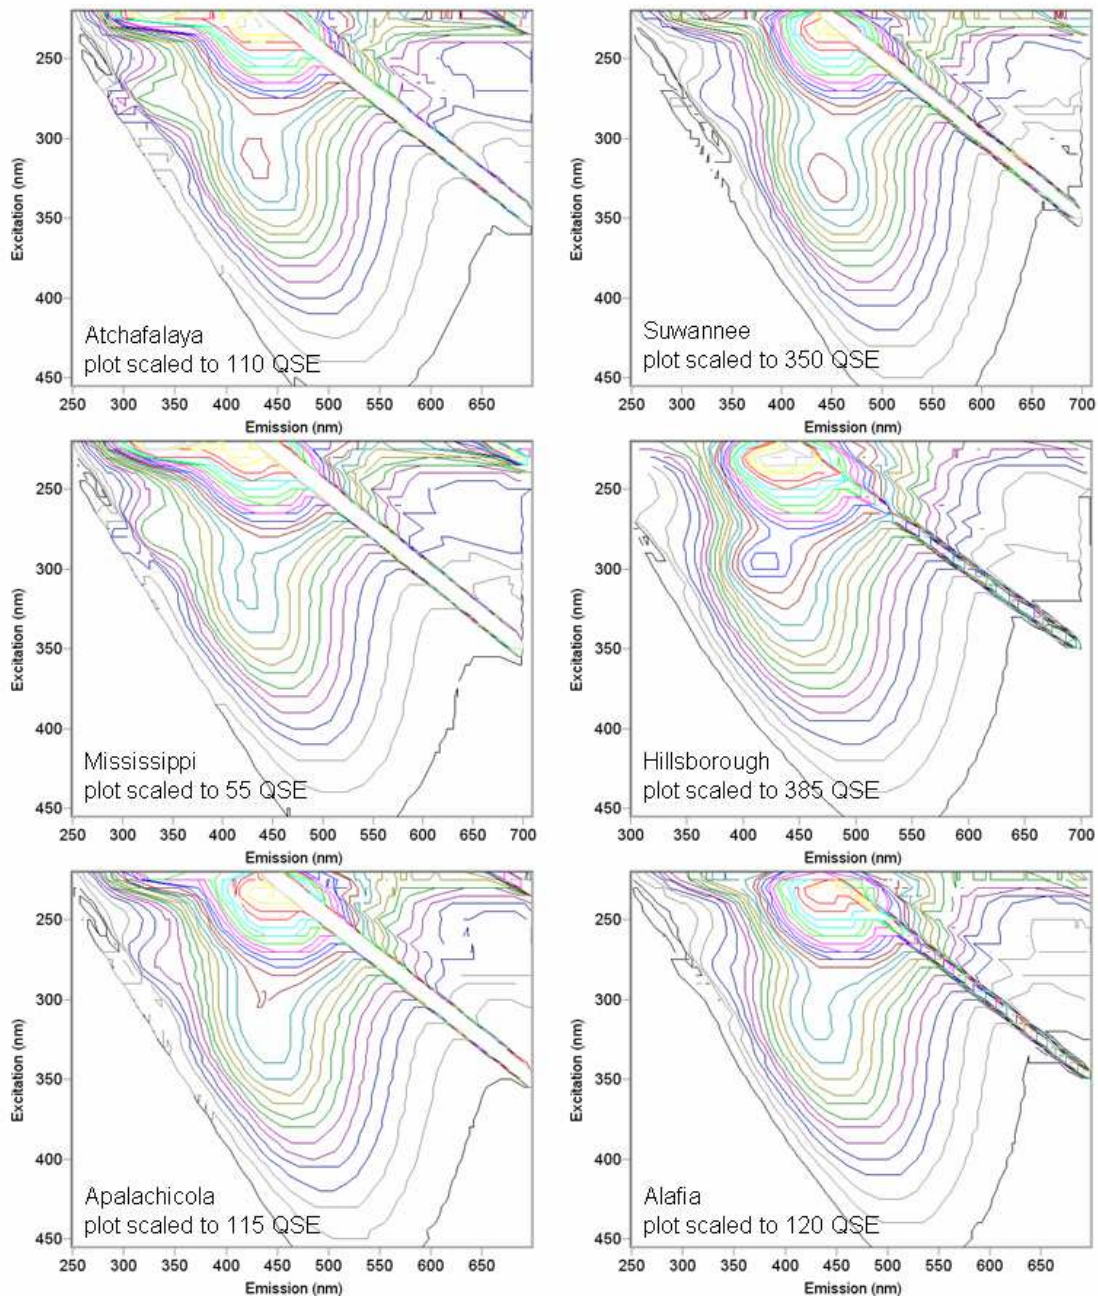 250
300
350
400
450
Excitation (nm)
Atchafalaya
plot scaled to 110 QSE
250 300 350 400 450 500 550 600 650
Emission (nm)
250
300
350
400
450
Excitation (nm)
Suwannee
plot scaled to 350 QSE
250 300 350 400 450 500 550 600 650 700
Emission (nm)
250
300
350
400
450
Excitation (nm)
Mississippi
plot scaled to 55 QSE
250 300 350 400 450 500 550 600 650 700
Emission (nm)
250
300
350
400
450
Excitation (nm)
Hillsborough
plot scaled to 385 QSE
300 350 400 450 500 550 600 650 700
Emission (nm)
250
300
350
400
450
Excitation (nm)
Apalachicola
plot scaled to 115 QSE
250 300 350 400 450 500 550 600 650
Emission (nm)
250
300
350
400
450
Excitation (nm)
Alafia
plot scaled to 120 QSE
250 300 350 400 450 500 550 600 650
Emission (nm)